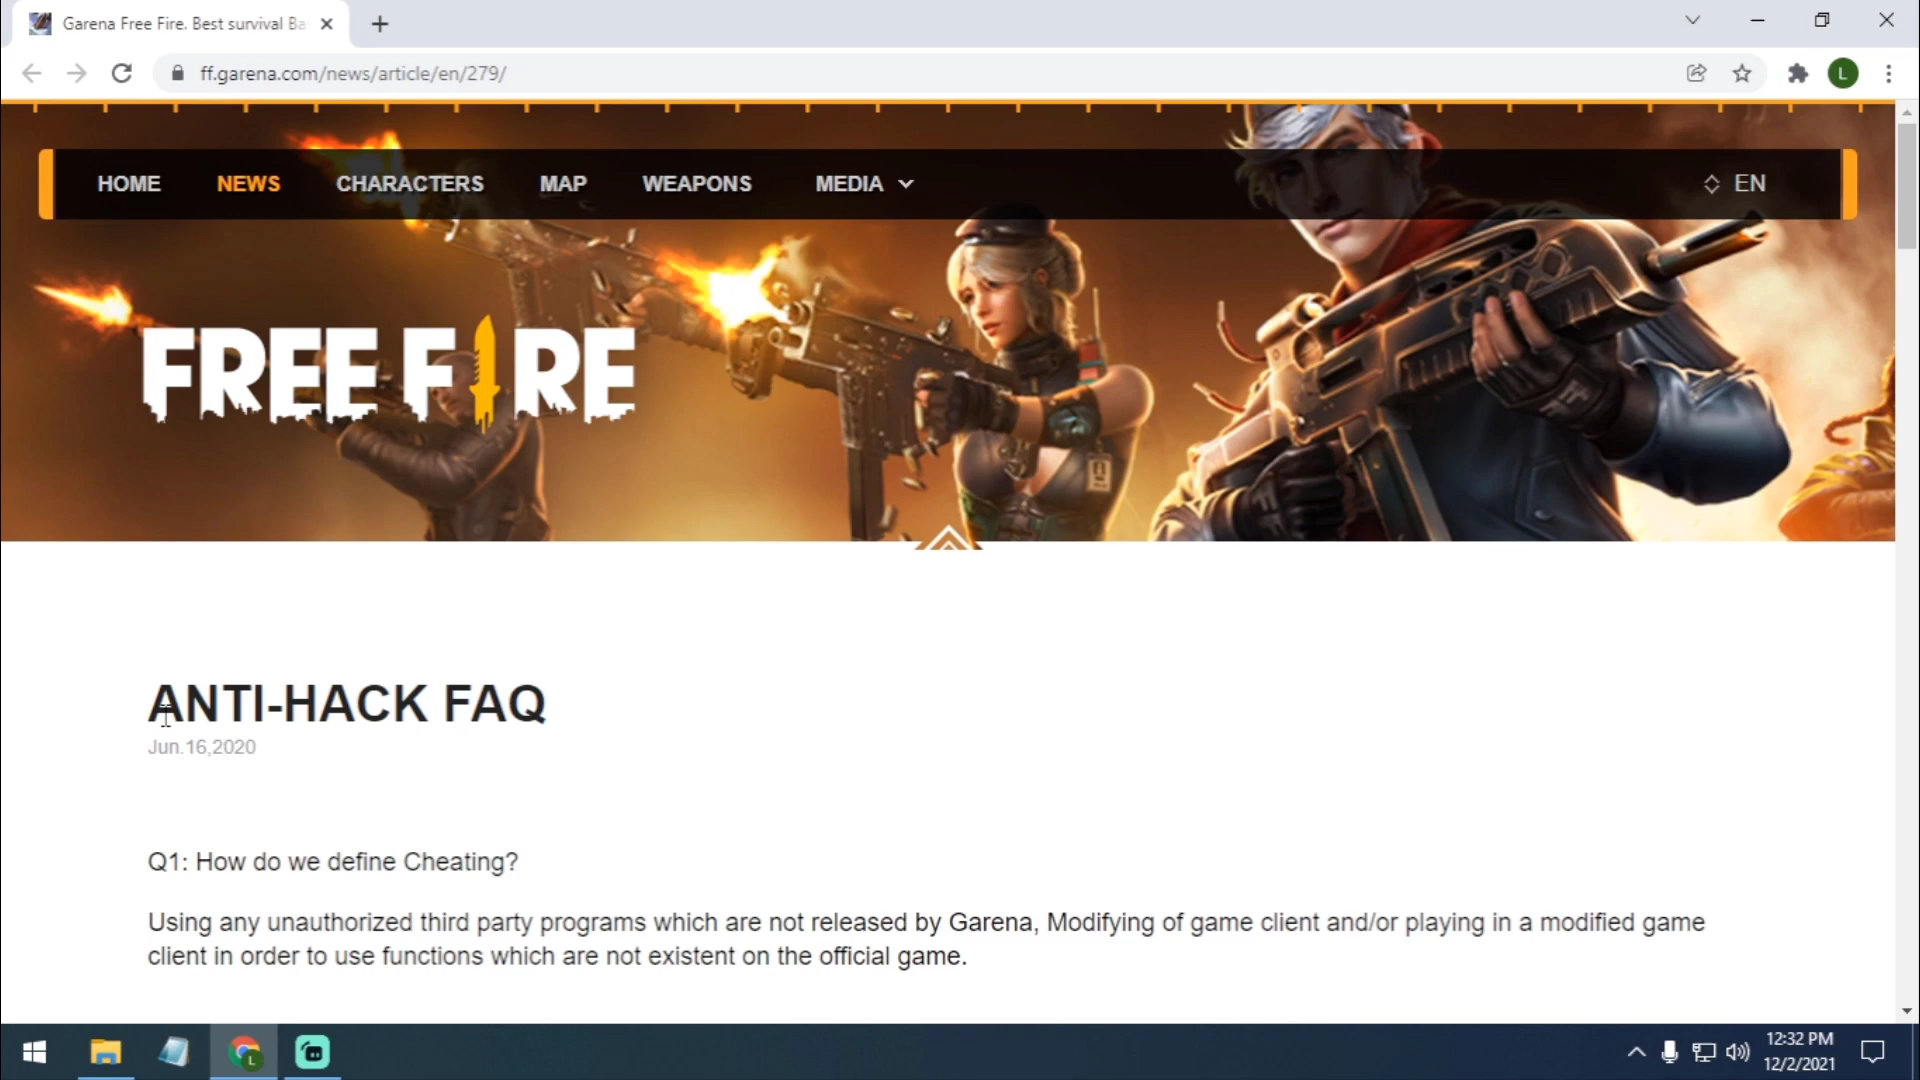 Garena Free Fire. Best survival Ba
ff.garena.com/news/article/en/279/
L
HOME NEWS CHARACTERS MAP WEAPONS MEDIA EN
FREE FIRE
ANTI-HACK FAQ
Jun.16,2020
Q1: How do we define Cheating?
Using any unauthorized third party programs which are not released by Garena, Modifying of game client and/or playing in a modified game
client in order to use functions which are not existent on the official game.
L
12:32 PM
12/2/2021